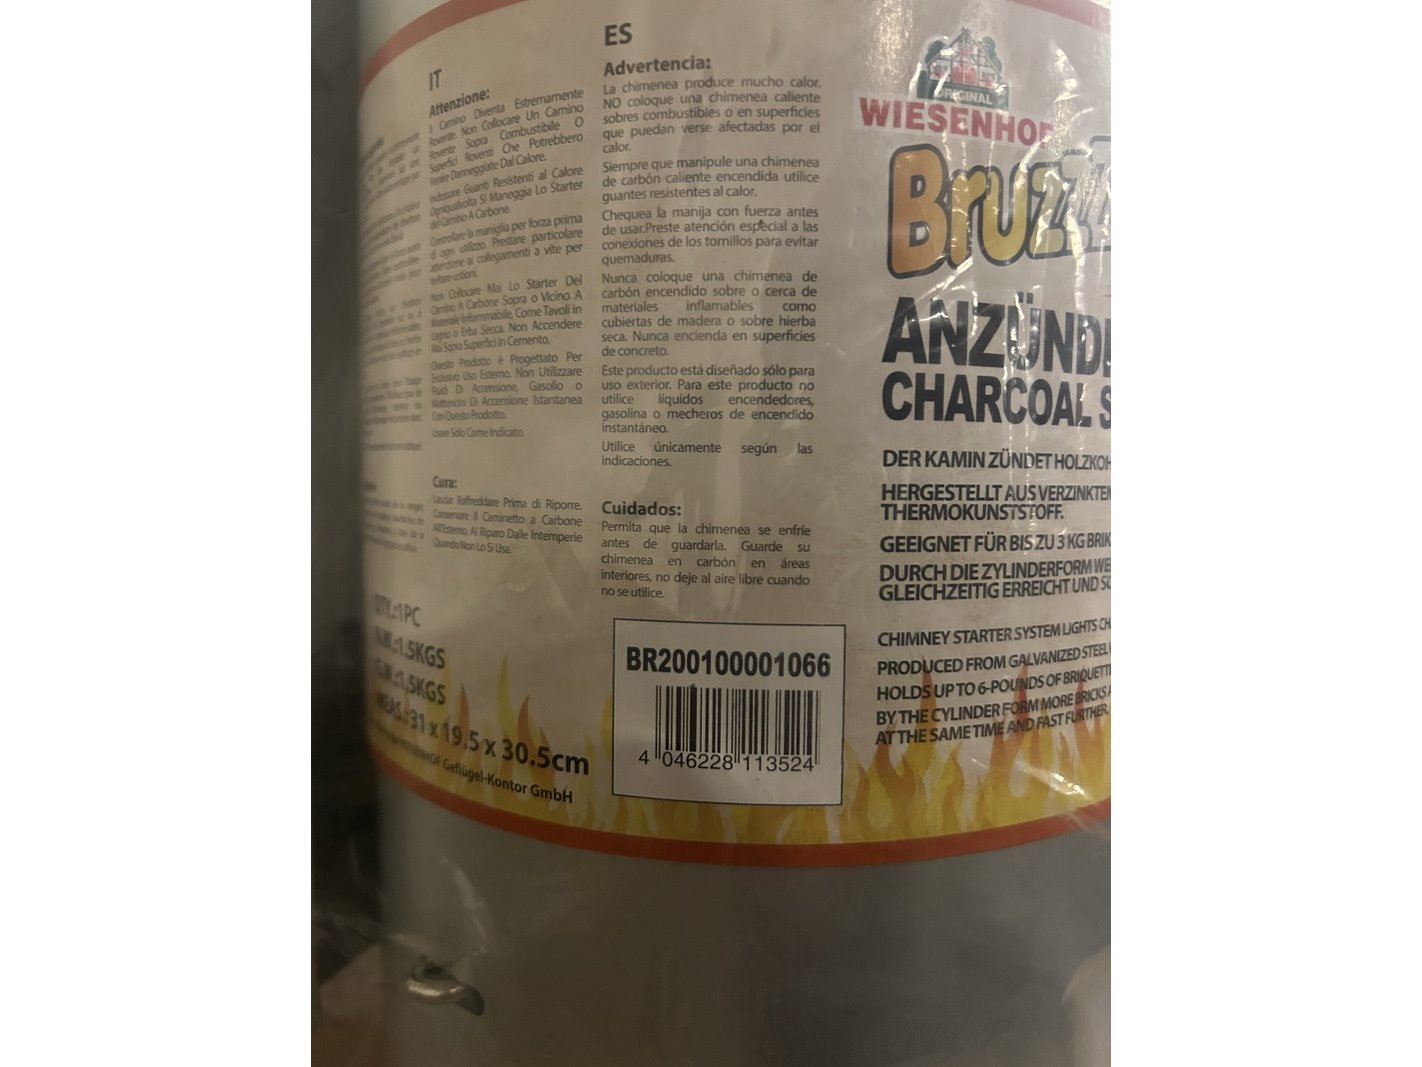 IT
Attenzione:
Il Camino Diventa Estremamente
Rovente. Non Collocare Un Camino
Rovente Sopra Combustibile O
Superfici Roventi Che Potrebbero
Venire Danneggiate Dal Calore.
Indossare Guanti Resistenti al Calore
Ogniqualvolta Si Maneggia Lo Starter
del Camino A Carbone.
Controllare la maniglia per forza prima
di ogni utilizzo. Prestare particolare
attenzione ai collegamenti a vite per
evitare ustioni.
Non Collocare Mai Lo Starter Del
Camino A Carbone Sopra o Vicino A
Materiale Infiammabile, Come Tavoli in
Legno o Erba Secca. Non Accendere
Mai Sopra Superfici In Cemento.
Questo Prodotto è Progettato Per
Esclusivo Uso Esterno. Non Utilizzare
Fluidi Di Accensione, Gasolio o
Mattoncini Di Accensione Istantanea
Con Questo Prodotto.
Usare Solo Come Indicato.
Cura:
Lasciar Raffreddare Prima di Riporre.
Conservare Il Caminetto a Carbone
All'Esterno, Al Riparo Dalle Intemperie
Quando Non Lo Si Usa.
QTY.:1PC
N.W.:1.5KGS
G.W.:1.5KGS
MEAS.:31 x 19.5 x 30.5cm
Geflügel-Kontor GmbH
ES
Advertencia:
La chimenea produce mucho calor.
NO coloque una chimenea caliente
sobres combustibles o en superficies
que puedan verse afectadas por el
calor.
Siempre que manipule una chimenea
de carbón caliente encendida utilice
guantes resistentes al calor.
Chequea la manija con fuerza antes
de usar.Preste atención especial a las
conexiones de los tornillos para evitar
quemaduras.
Nunca coloque una chimenea de
carbón encendido sobre o cerca de
materiales inflamables como
cubiertas de madera o sobre hierba
seca. Nunca encienda en superficies
de concreto.
Este producto está diseñado sólo para
uso exterior. Para este producto no
utilice líquidos encendedores,
gasolina o mecheros de encendido
instantáneo.
Utilice únicamente según las
indicaciones.
Cuidados:
Permita que la chimenea se enfríe
antes de guardarla. Guarde su
chimenea en carbón en áreas
interiores, no deje al aire libre cuando
no se utilice.
BR200100001066
4 046228 113524
ORIGINAL
WIESENHOF
Bruzz
ANZÜND
CHARCOAL S
DER KAMIN ZÜNDET HOLZKOH
HERGESTELLT AUS VERZINKTEM
THERMOKUNSTSTOFF.
GEEIGNET FÜR BIS ZU 3 KG BRIK
DURCH DIE ZYLINDERFORM WE
GLEICHZEITIG ERREICHT UND SC
CHIMNEY STARTER SYSTEM LIGHTS CH
PRODUCED FROM GALVANIZED STEEL
HOLDS UP TO 6-POUNDS OF BRIQUETT
BY THE CYLINDER FORM MORE BRICKS A
AT THE SAME TIME AND FAST FURTHER.